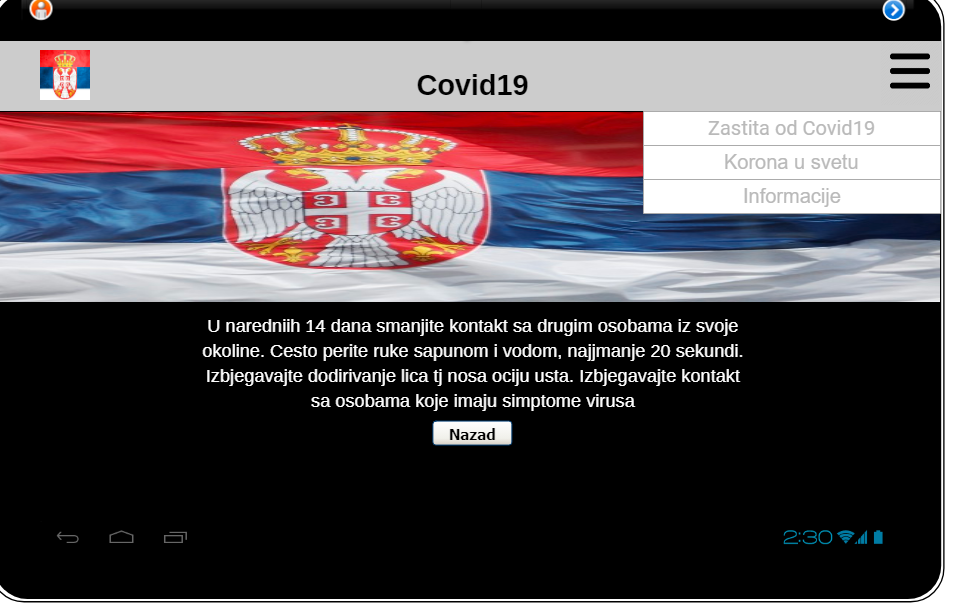 Covid19
Zastita od Covid19
Korona u svetu
Informacije
U naredniih 14 dana smanjite kontakt sa drugim osobama iz svoje
okoline. Cesto perite ruke sapunom i vodom, najjmanje 20 sekundi.
Izbjegavajte dodirivanje lica tj nosa ociju usta. Izbjegavajte kontakt
sa osobama koje imaju simptome virusa
Nazad
2:30